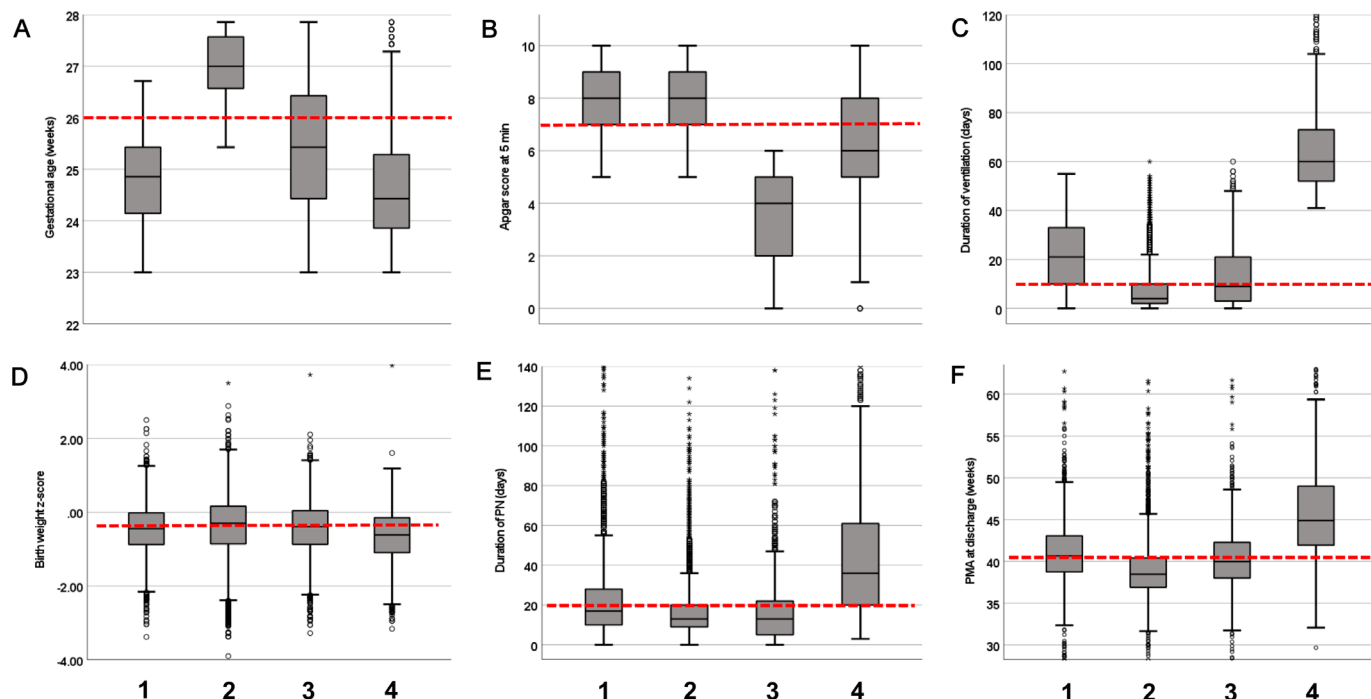 A
Gestational age (weeks)
28
27
26
25
24
23
22
B
Apgar score at 5 min
10
8
6
4
2
0
C
Duration of ventilation (days)
120
100
80
60
40
20
0
D
Birth weight z-score
4.00
2.00
.00
-2.00
-4.00
1 2 3 4
E
Duration of PN (days)
140
120
100
80
60
40
20
0
1 2 3 4
F
PMA at discharge (weeks)
60
55
50
45
40
35
30
1 2 3 4